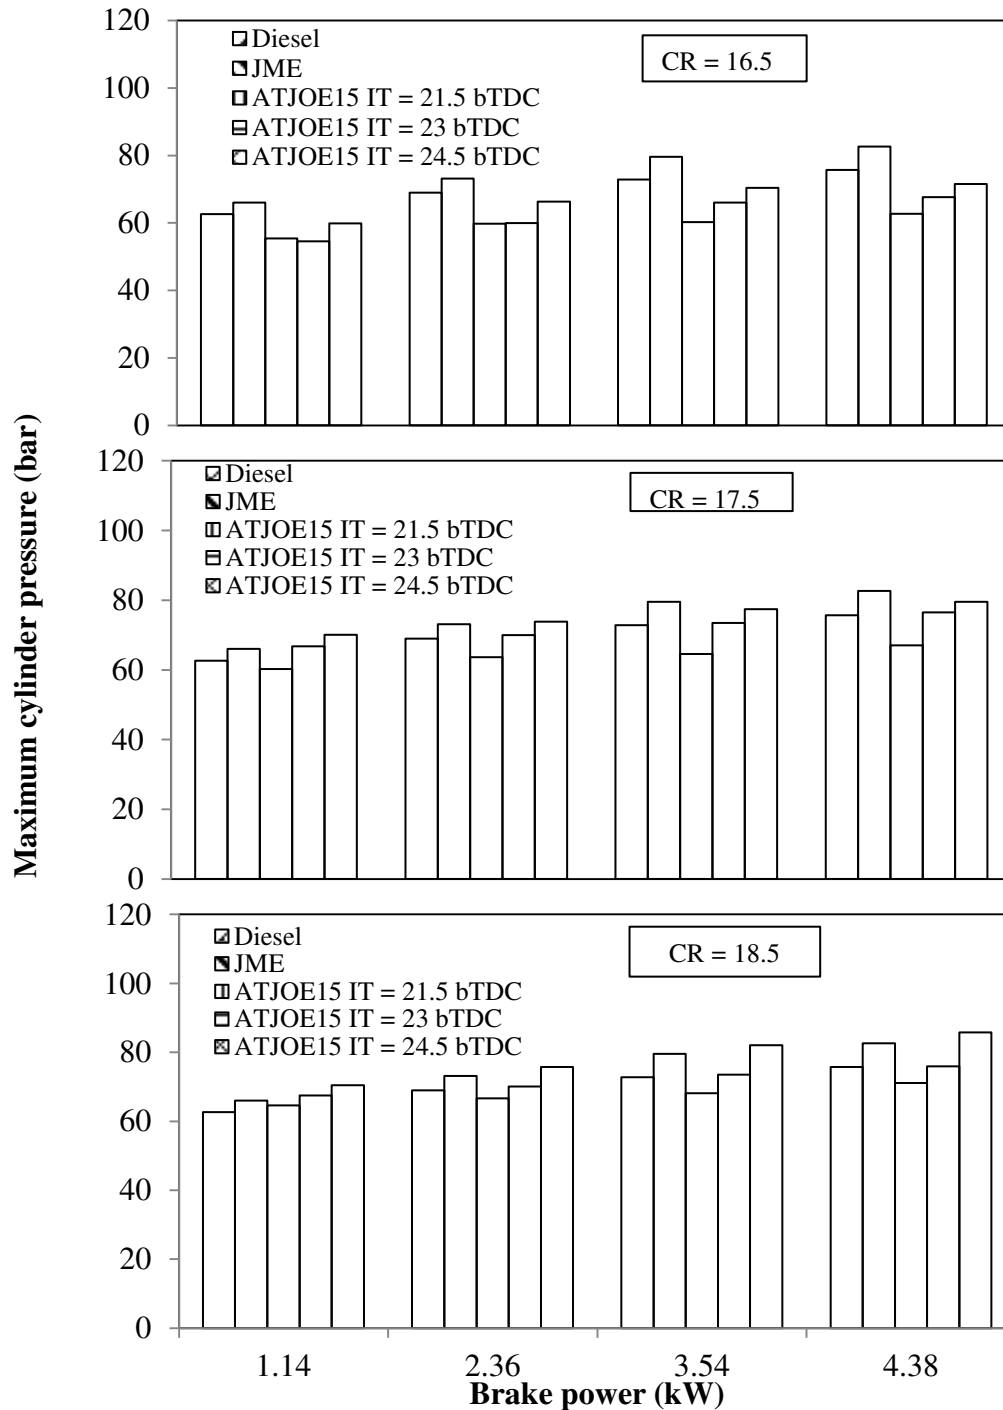 Maximum cylinder pressure (bar)
120
100
80
60
40
20
0
Diesel
JME
ATJOE15 IT = 21.5 bTDC
ATJOE15 IT = 23 bTDC
ATJOE15 IT = 24.5 bTDC
CR = 16.5
120
100
80
60
40
20
0
Diesel
JME
ATJOE15 IT = 21.5 bTDC
ATJOE15 IT = 23 bTDC
ATJOE15 IT = 24.5 bTDC
CR = 17.5
120
100
80
60
40
20
0
Diesel
JME
ATJOE15 IT = 21.5 bTDC
ATJOE15 IT = 23 bTDC
ATJOE15 IT = 24.5 bTDC
CR = 18.5
1.14 2.36 3.54 4.38
Brake power (kW)